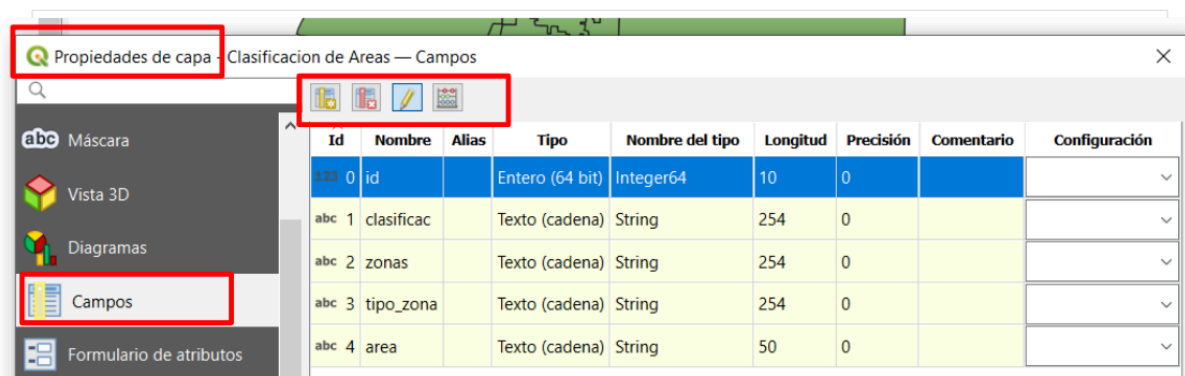 Propiedades de capa - Clasificacion de Areas — Campos
abc Máscara
Vista 3D
Diagramas
Campos
Formulario de atributos
Id Nombre Alias Tipo Nombre del tipo Longitud Precisión Comentario Configuración
123 0 id Entero (64 bit) Integer64 10 0
abc 1 clasificac Texto (cadena) String 254 0
abc 2 zonas Texto (cadena) String 254 0
abc 3 tipo_zona Texto (cadena) String 254 0
abc 4 area Texto (cadena) String 50 0